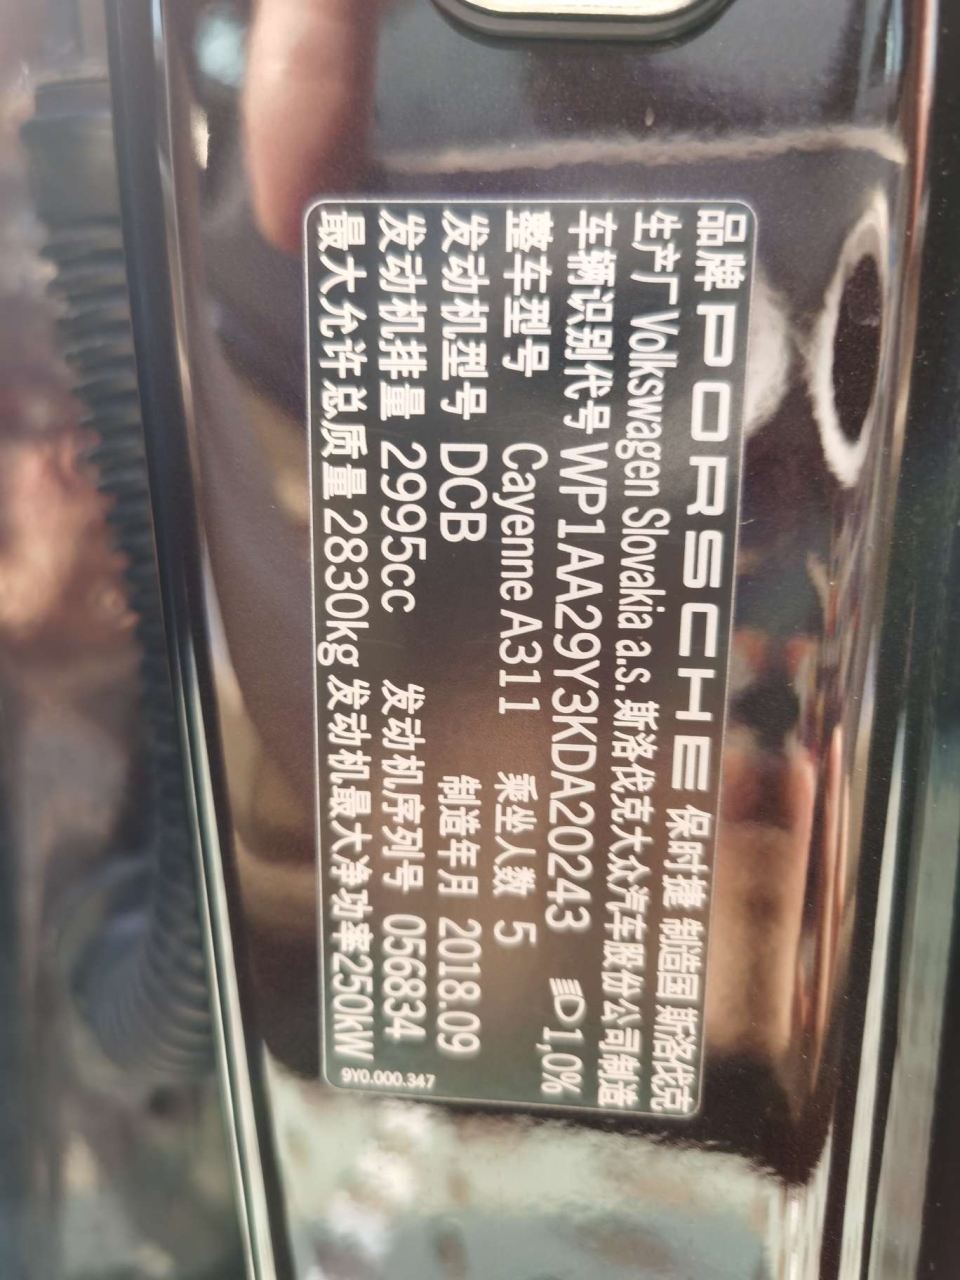 品牌 PORSCHE 保时捷 制造国 斯洛伐克
生产厂 Volkswagen Slovakia a.s. 斯洛伐克大众汽车股份公司制造
车辆识别代号 WP1AA29Y3KDA20243 1,0%
整车型号 Cayenne A311 乘坐人数 5
发动机型号 DCB 制造年月 2018.09
发动机排量 2995cc 发动机序列号 056834
最大允许总质量 2830kg 发动机最大净功率250kW
9Y0.000.347